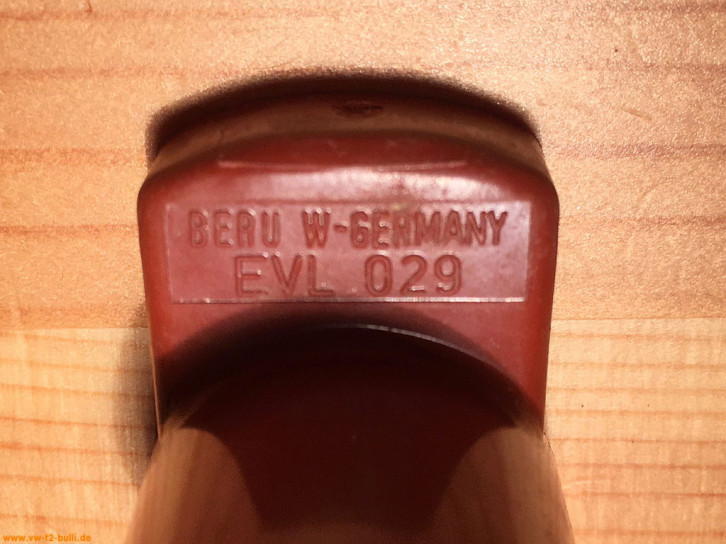 BERU W-GERMANY
EVL 029
www.vw-t2-bulli.de